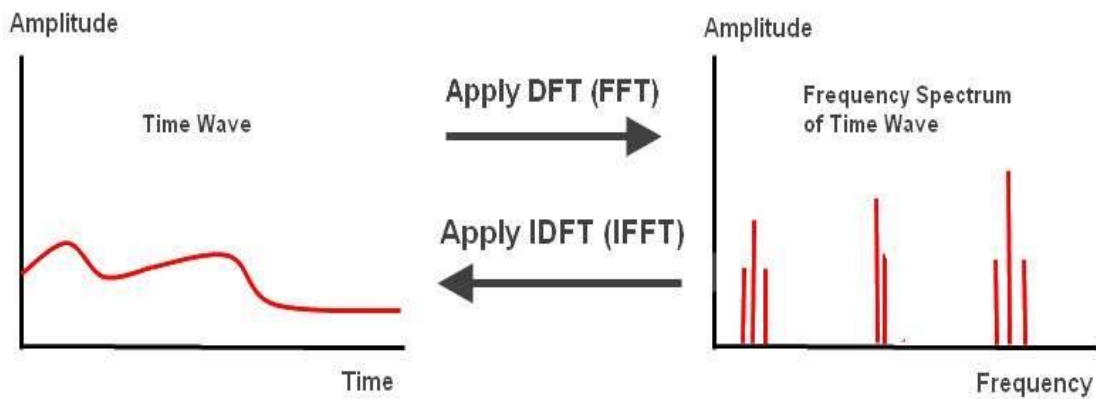 Amplitude
Time Wave
Time
Apply DFT (FFT)
Apply IDFT (IFFT)
Amplitude
Frequency Spectrum
of Time Wave
Frequency